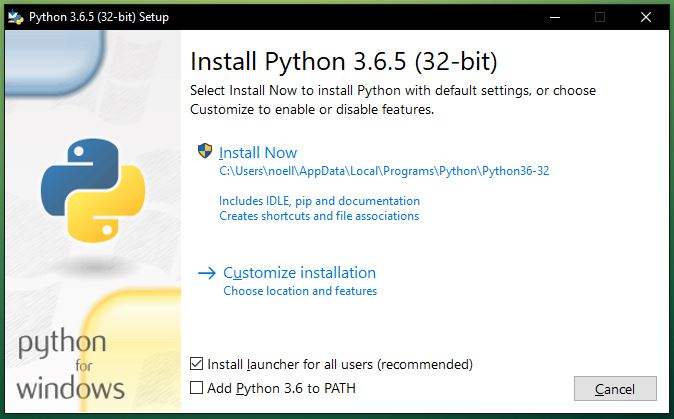 Python 3.6.5 (32-bit) Setup
Install Python 3.6.5 (32-bit)
Select Install Now to install Python with default settings, or choose
Customize to enable or disable features.
Install Now
C:\Users\noell\AppData\Local\Programs\Python\Python36-32
Includes IDLE, pip and documentation
Creates shortcuts and file associations
Customize installation
Choose location and features
python
for
windows
Install launcher for all users (recommended)
Add Python 3.6 to PATH
Cancel